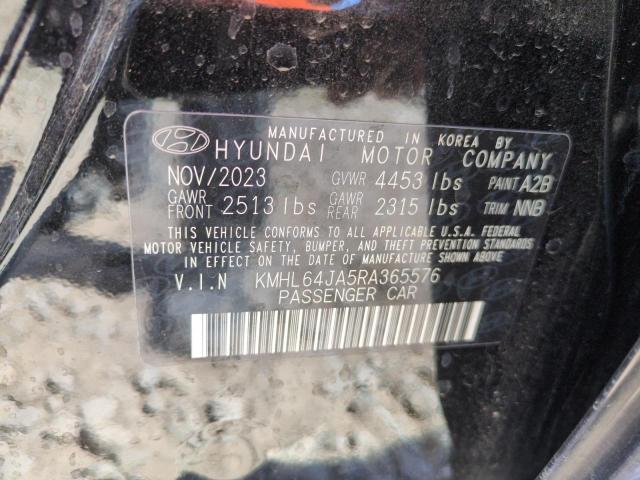 MANUFACTURED IN KOREA BY
HYUNDAI MOTOR COMPANY
NOV/2023 GVWR 4453 lbs PAINT A2B
GAWR FRONT 2513 lbs GAWR REAR 2315 lbs TRIM NNB
THIS VEHICLE CONFORMS TO ALL APPLICABLE U.S.A. FEDERAL
MOTOR VEHICLE SAFETY, BUMPER, AND THEFT PREVENTION STANDARDS
IN EFFECT ON THE DATE OF MANUFACTURE SHOWN ABOVE
V.I.N KMHL64JA5RA365576
PASSENGER CAR